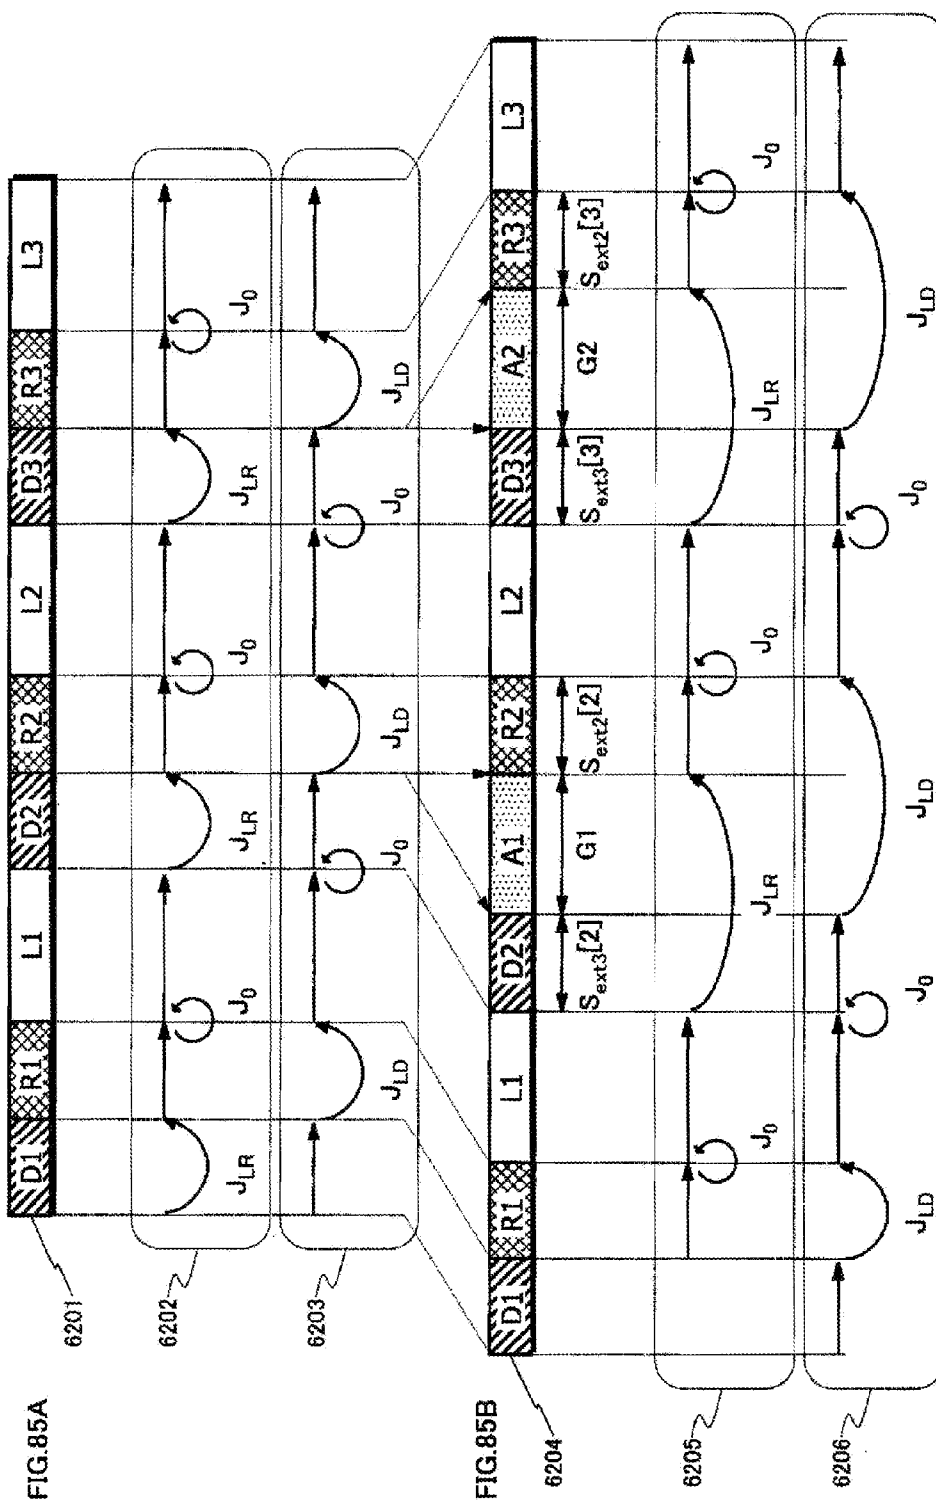 FIG.85A
6201
D1 R1 L1 D2 R2 L2 D3 R3 L3
6202
J_LR J_0 J_LR J_0 J_LR J_0
6203
J_LD J_0 J_LD J_0 J_LD
FIG.85B
6204
D1 R1 L1 D2 A1 R2 L2 D3 A2 R3 L3
S_ext3[2] G1 S_ext2[2] S_ext3[3] G2 S_ext2[3]
6205
J_0 J_LR J_0 J_LR J_0
6206
J_LD J_0 J_LD J_0 J_LD